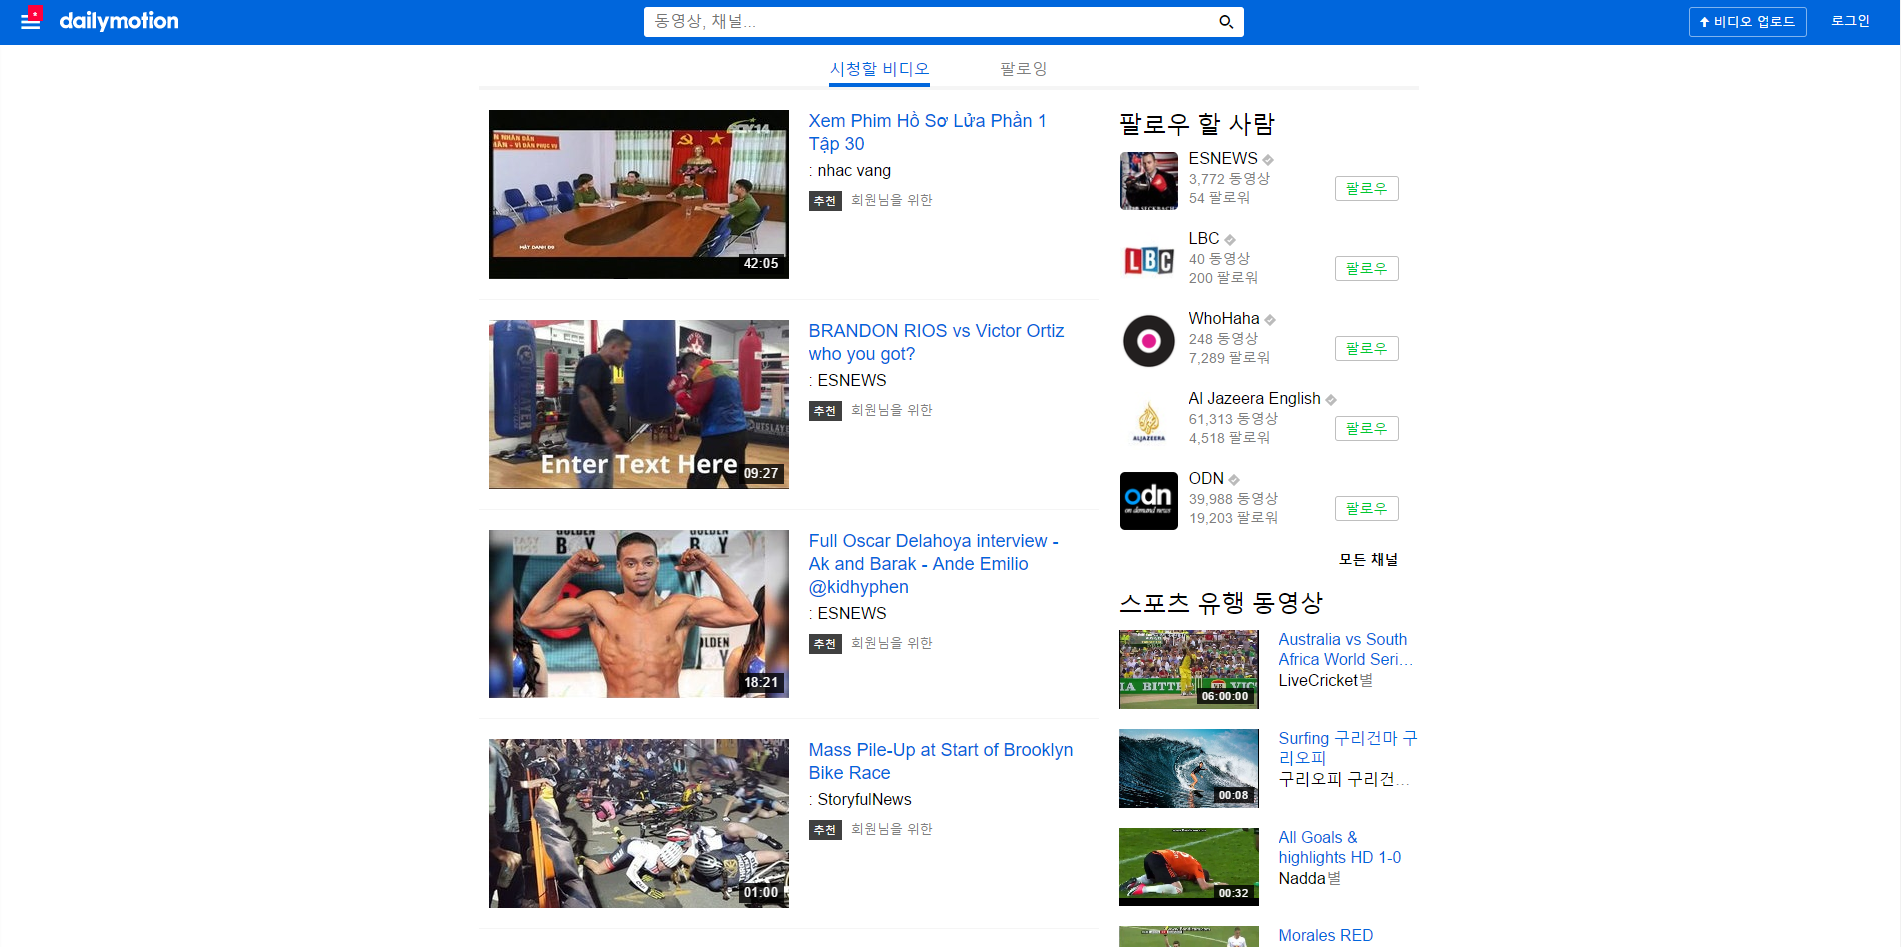 dailymotion
동영상, 채널...
비디오 업로드
로그인
시청할 비디오
팔로잉
Xem Phim Hồ Sơ Lửa Phần 1
Tập 30
: nhac vang
추천 회원님을 위한
MẬT DANH D9
42:05
BRANDON RIOS vs Victor Ortiz
who you got?
: ESNEWS
추천 회원님을 위한
Enter Text Here
09:27
Full Oscar Delahoya interview -
Ak and Barak - Ande Emilio
@kidhyphen
: ESNEWS
추천 회원님을 위한
18:21
Mass Pile-Up at Start of Brooklyn
Bike Race
: StoryfulNews
추천 회원님을 위한
01:00
팔로우 할 사람
ESNEWS
3,772 동영상
54 팔로워
팔로우
LBC
LBC
40 동영상
200 팔로워
팔로우
WhoHaha
248 동영상
7,289 팔로워
팔로우
ALJAZEERA
Al Jazeera English
61,313 동영상
4,518 팔로워
팔로우
odn
on demand news
ODN
39,988 동영상
19,203 팔로워
팔로우
모든 채널
스포츠 유행 동영상
Australia vs South
Africa World Seri...
LiveCricket별
06:00:00
Surfing 구리건마 구
리오피
구리오피 구리건...
00:08
All Goals &
highlights HD 1-0
Nadda별
00:32
Morales RED